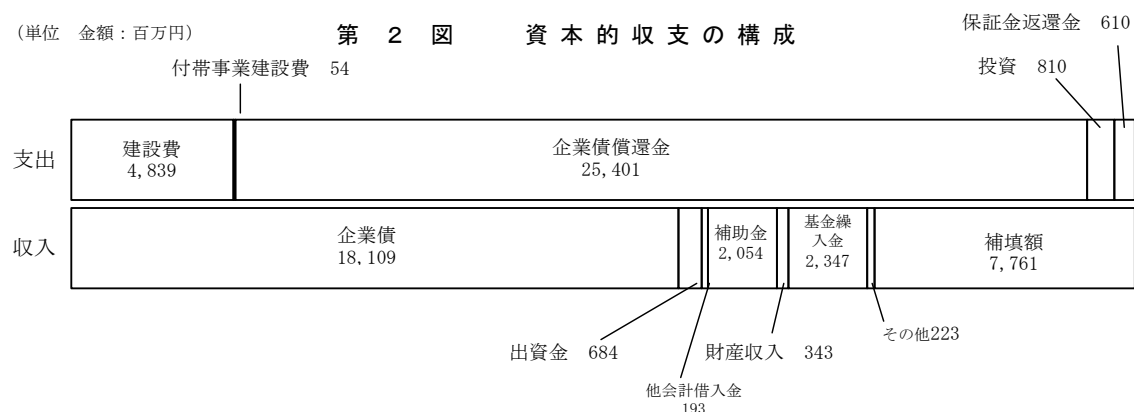 (単位 金額:百万円)
第 2 図 資 本 的 収 支 の 構 成
保証金返還金 610
付帯事業建設費 54
投資 810
支出
建設費
4,839
企業債償還金
25,401
収入
企業債
18,109
補助金
2,054
基金繰
入金
2,347
補填額
7,761
出資金 684
他会計借入金
193
財産収入 343
その他223